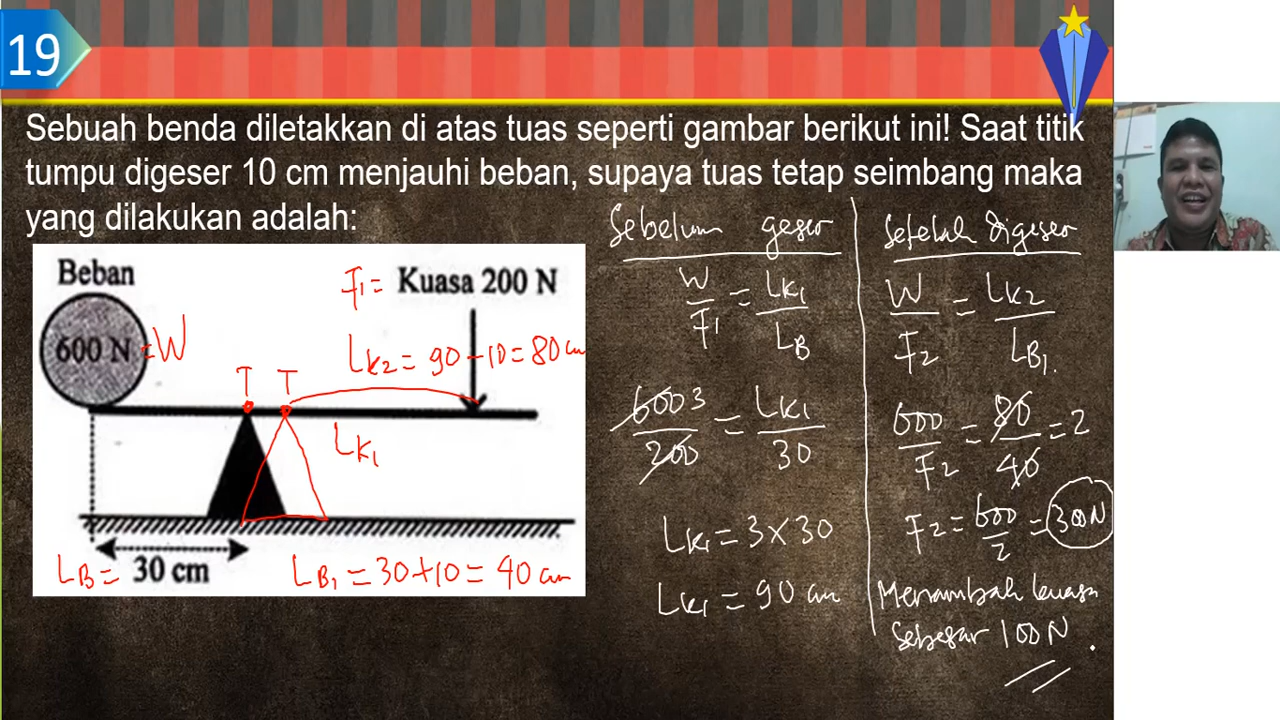 19
Sebuah benda diletakkan di atas tuas seperti gambar berikut ini! Saat titik
tumpu digeser 10 cm menjauhi beban, supaya tuas tetap seimbang maka
yang dilakukan adalah:
Beban
F1 = Kuasa 200 N
600 N = W
LK2 = 90 - 10 = 80 cm
T T
LK1
LB = 30 cm
LB1 = 30 + 10 = 40 cm
Sebelum geser
W/F1 = LK1/LB
600 3/200 = LK1/30
LK1 = 3 x 30
LK1 = 90 cm
Setelah digeser
W/F2 = LK2/LB1.
600/F2 = 80/40 = 2
F2 = 600/2 = 300N
Menambah kuasa
sebesar 100 N.